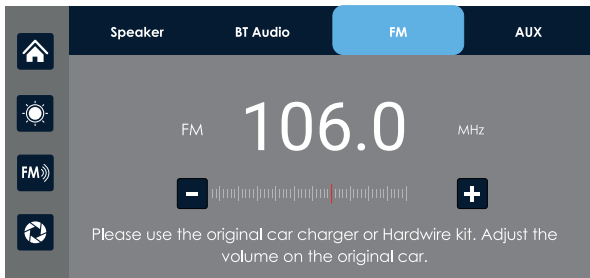 Speaker BT Audio FM AUX
FM 106.0 MHz
FM
Please use the original car charger or Hardwire kit. Adjust the
volume on the original car.